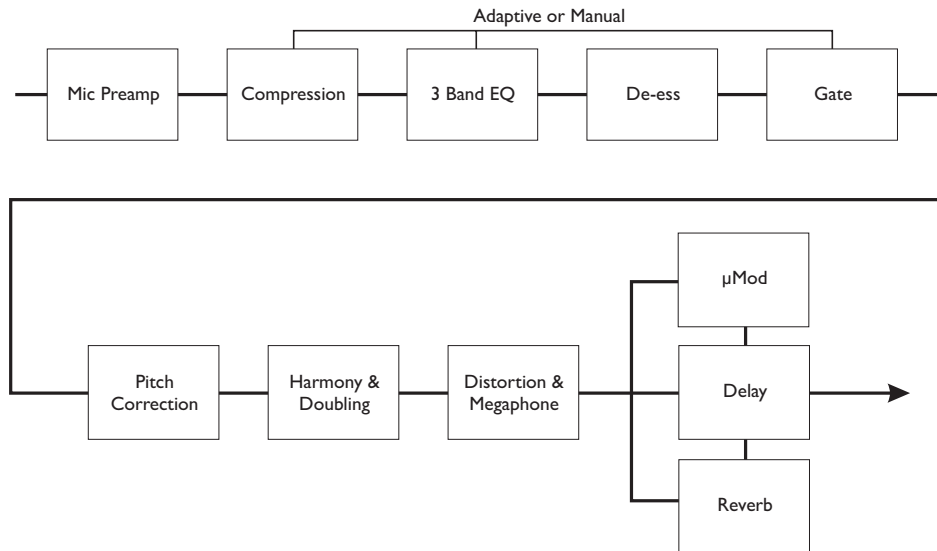 Adaptive or Manual
Mic Preamp
Compression
3 Band EQ
De-ess
Gate
µMod
Pitch
Correction
Harmony &
Doubling
Distortion &
Megaphone
Delay
Reverb